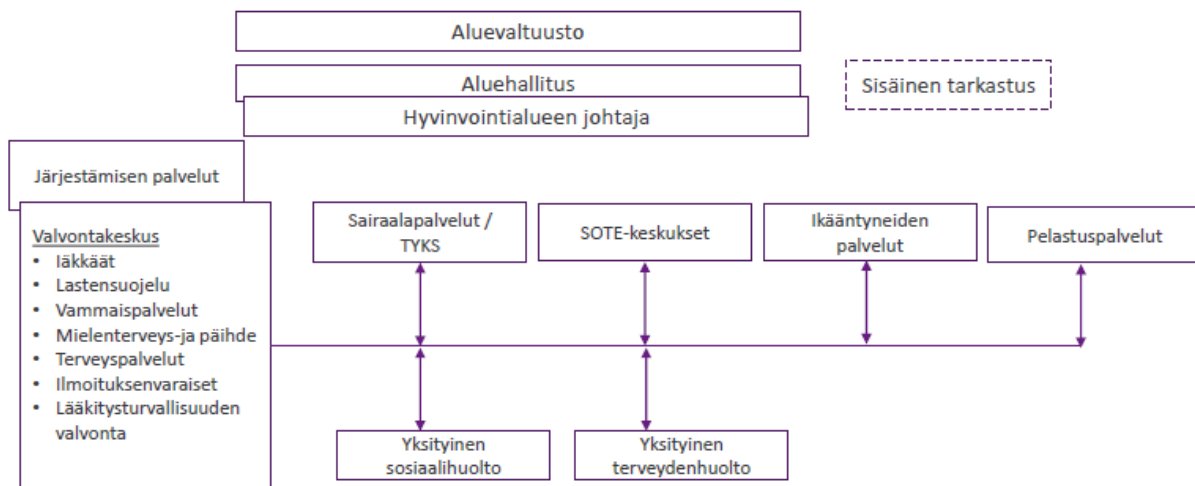 Aluevaltuusto
Aluehallitus
Sisäinen tarkastus
Hyvinvointialueen johtaja
Järjestämisen palvelut
Valvontakeskus
• Iäkkäät
• Lastensuojelu
• Vammaispalvelut
• Mielenterveys-ja päihde
• Terveyspalvelut
• Ilmoituksenvaraiset
• Lääkitysturvallisuuden
valvonta
Sairaalapalvelut /
TYKS
SOTE-keskukset
Ikääntyneiden
palvelut
Pelastuspalvelut
Yksityinen
sosiaalihuolto
Yksityinen
terveydenhuolto